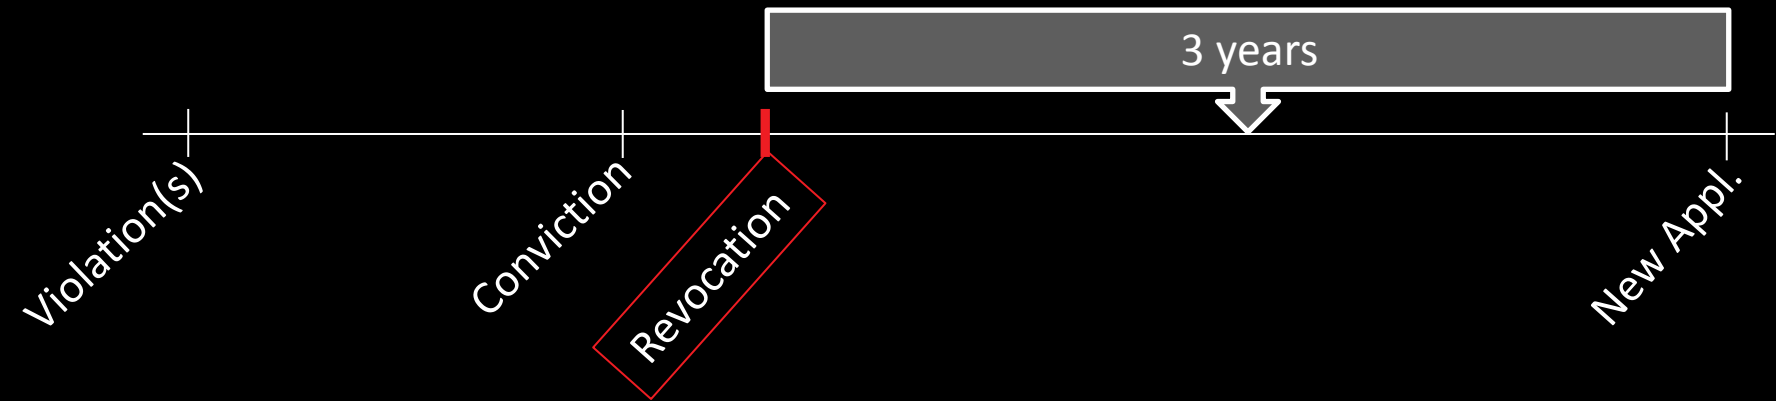 3 years
Violation(s)
Conviction
Revocation
New Appl.